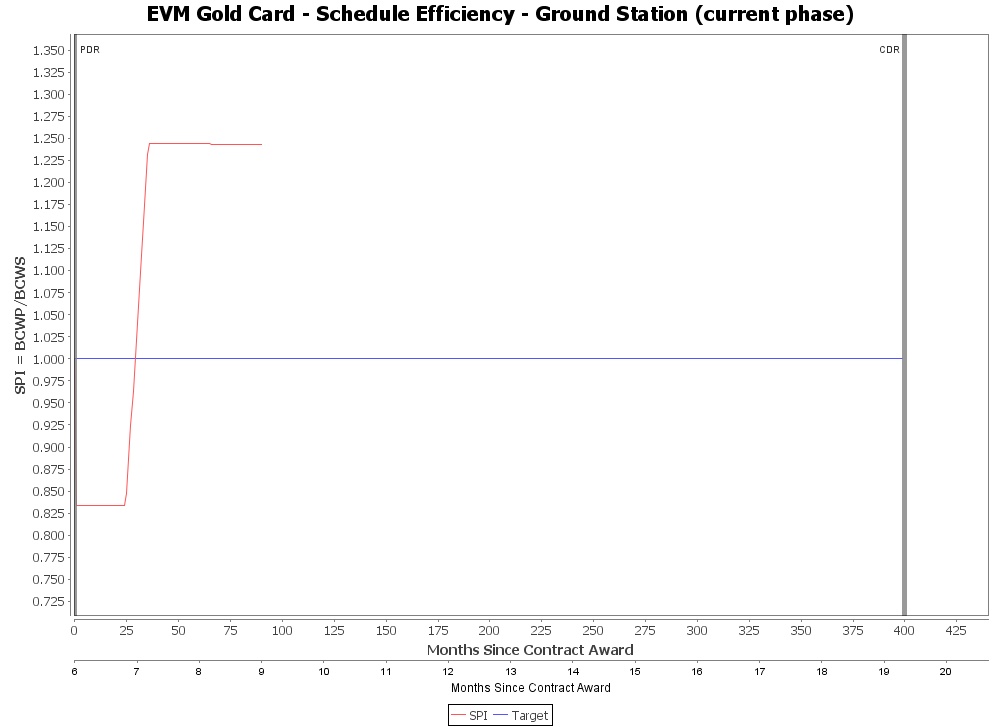 EVM Gold Card - Schedule Efficiency - Ground Station (current phase)
PDR
CDR
1.350
1.325
1.300
1.275
1.250
1.225
1.200
1.175
1.150
1.125
1.100
1.075
1.050
1.025
1.000
0.975
0.950
0.925
0.900
0.875
0.850
0.825
0.800
0.775
0.750
0.725
SPI = BCWP/BCWS
0 25 50 75 100 125 150 175 200 225 250 275 300 325 350 375 400 425
Months Since Contract Award
6 7 8 9 10 11 12 13 14 15 16 17 18 19 20
Months Since Contract Award
SPI Target